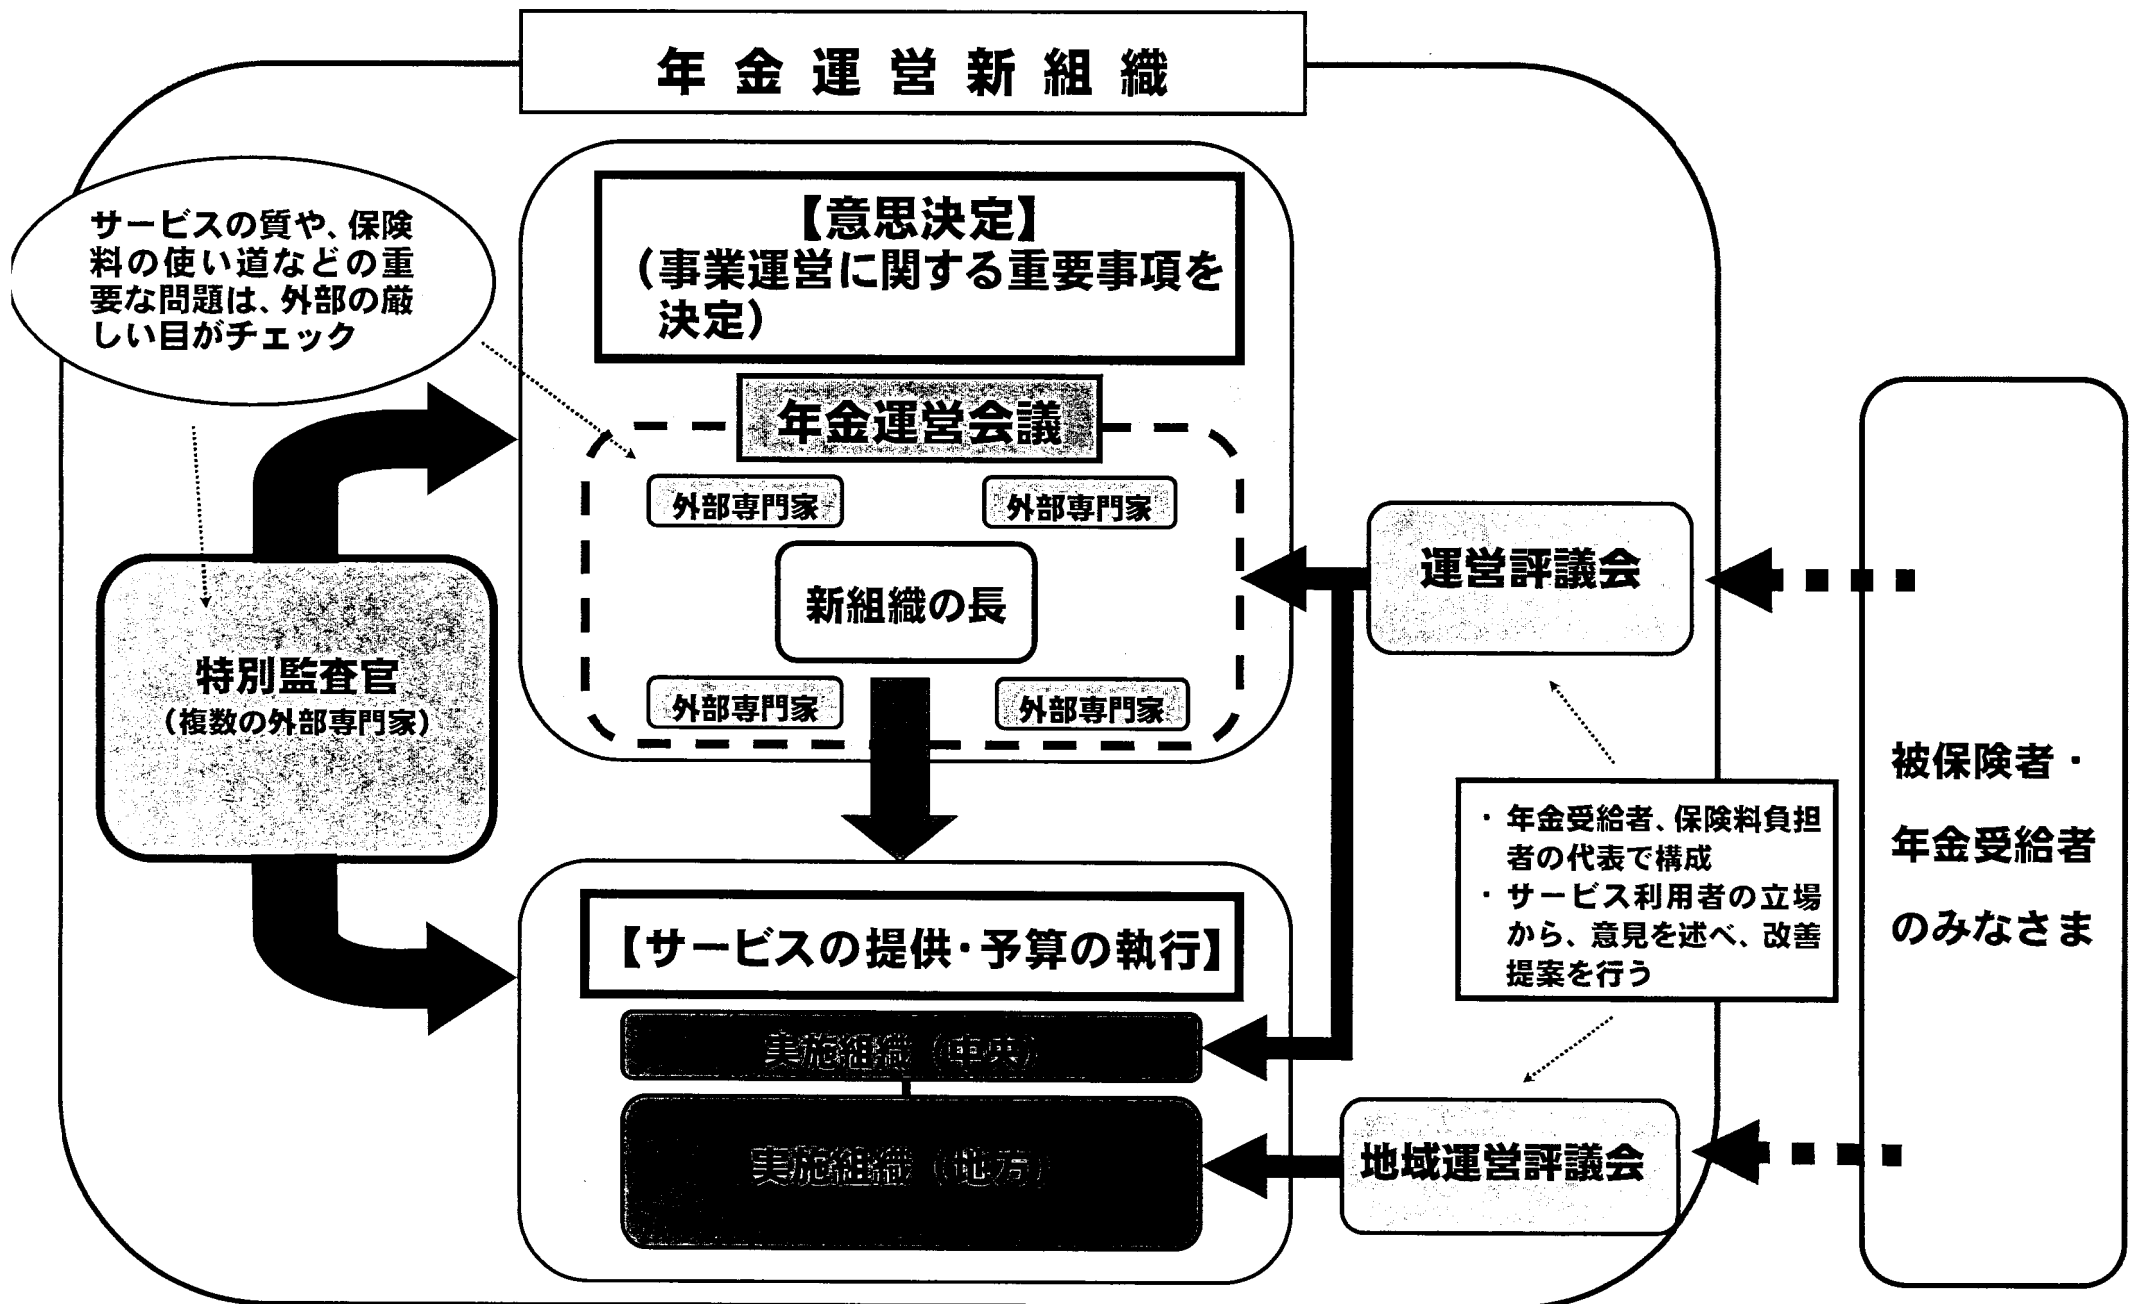 年金運営新組織
サービスの質や、保険
料の使い道などの重
要な問題は、外部の厳
しい目がチェック
【意思決定】
(事業運営に関する重要事項を
決定)
年金運営会議
外部専門家
外部専門家
新組織の長
外部専門家
外部専門家
特別監査官
(複数の外部専門家)
【サービスの提供・予算の執行】
実施組織(中央)
実施組織(地方)
運営評議会
・年金受給者、保険料負担
者の代表で構成
・サービス利用者の立場
から、意見を述べ、改善
提案を行う
地域運営評議会
被保険者・
年金受給者
のみなさま